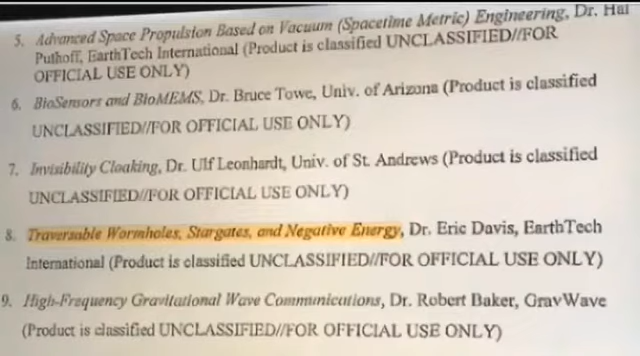 5. Advanced Space Propulsion Based on Vacuum (Spacetime Metric) Engineering, Dr. Hal
Puthoff, EarthTech International (Product is classified UNCLASSIFIED//FOR
OFFICIAL USE ONLY)
6. BioSensors and BioMEMS, Dr. Bruce Towe, Univ. of Arizona (Product is classified
UNCLASSIFIED//FOR OFFICIAL USE ONLY)
7. Invisibility Cloaking, Dr. Ulf Leonhardt, Univ. of St. Andrews (Product is classified
UNCLASSIFIED//FOR OFFICIAL USE ONLY)
8. Traversable Wormholes, Stargates, and Negative Energy, Dr. Eric Davis, EarthTech
International (Product is classified UNCLASSIFIED//FOR OFFICIAL USE ONLY)
9. High-Frequency Gravitational Wave Communications, Dr. Robert Baker, GravWave
(Product is classified UNCLASSIFIED//FOR OFFICIAL USE ONLY)